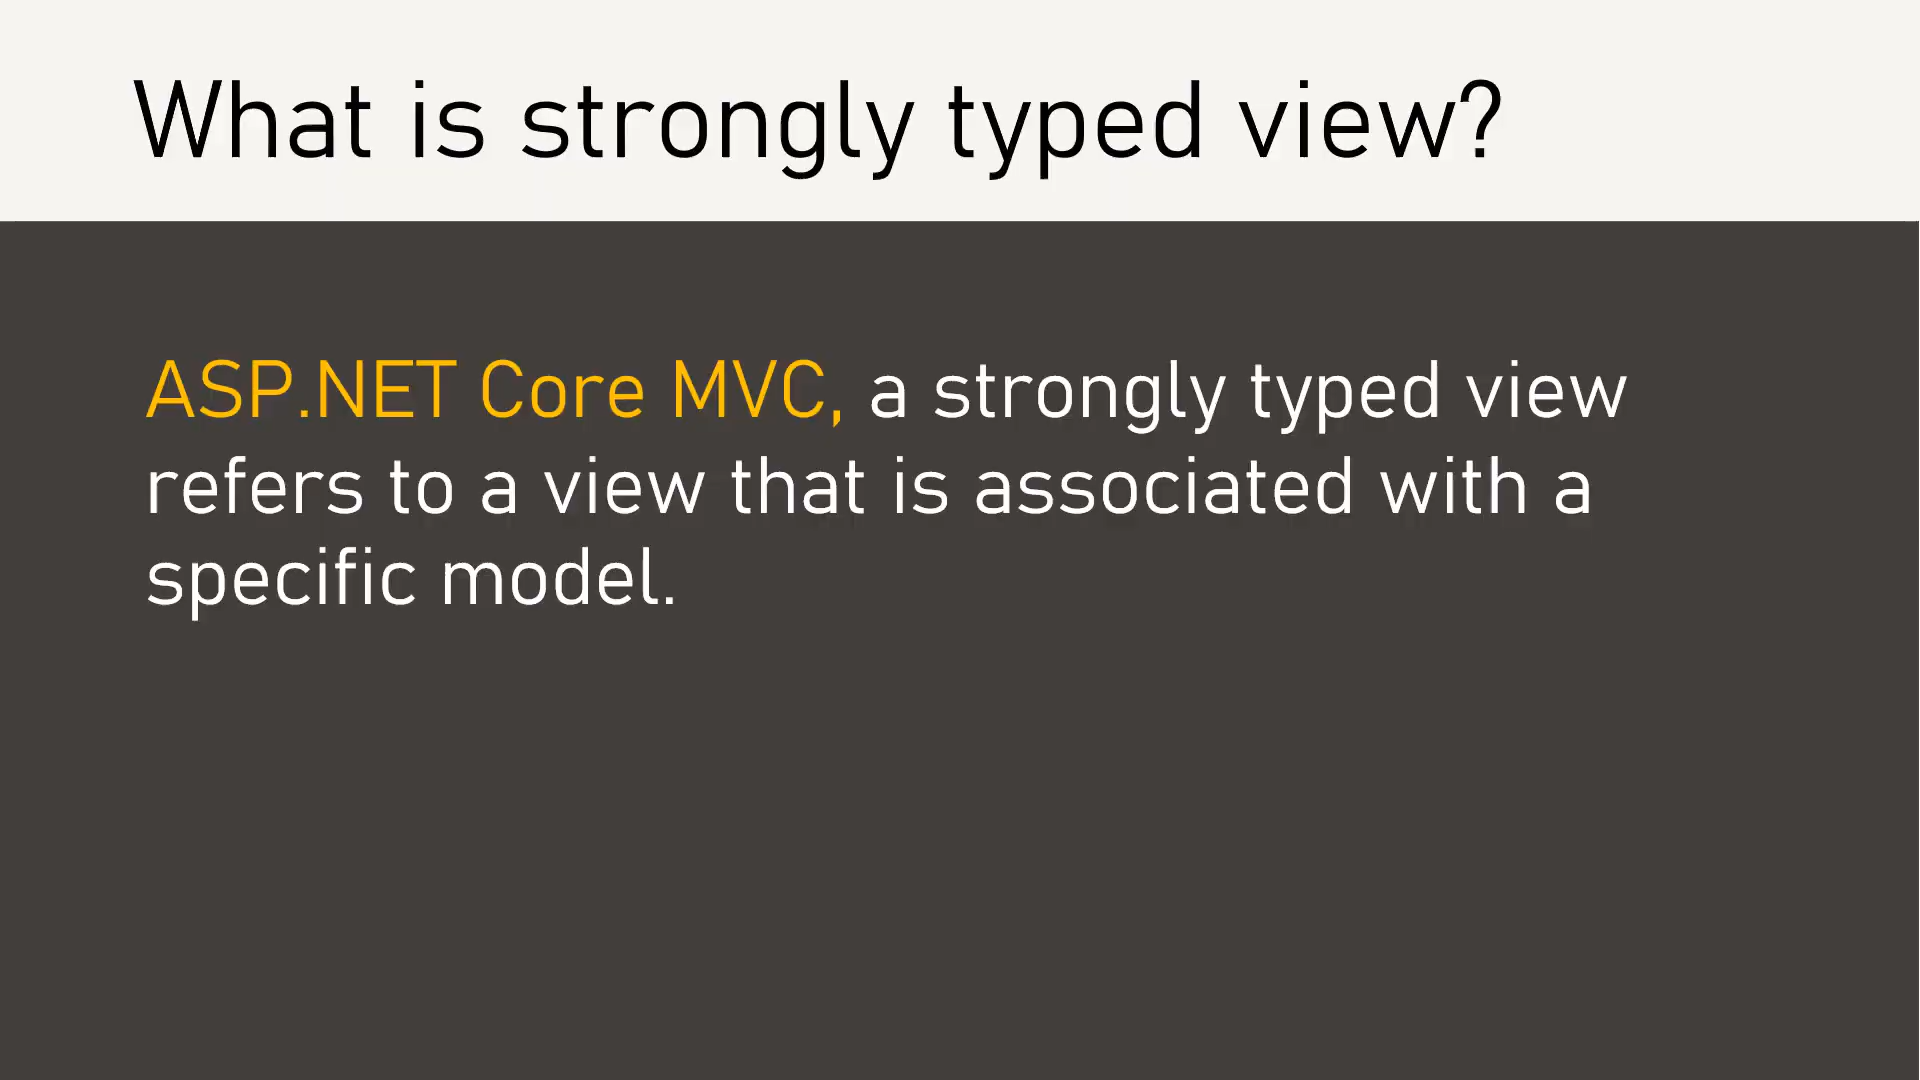 What is strongly typed view?
ASP.NET Core MVC, a strongly typed view
refers to a view that is associated with a
specific model.